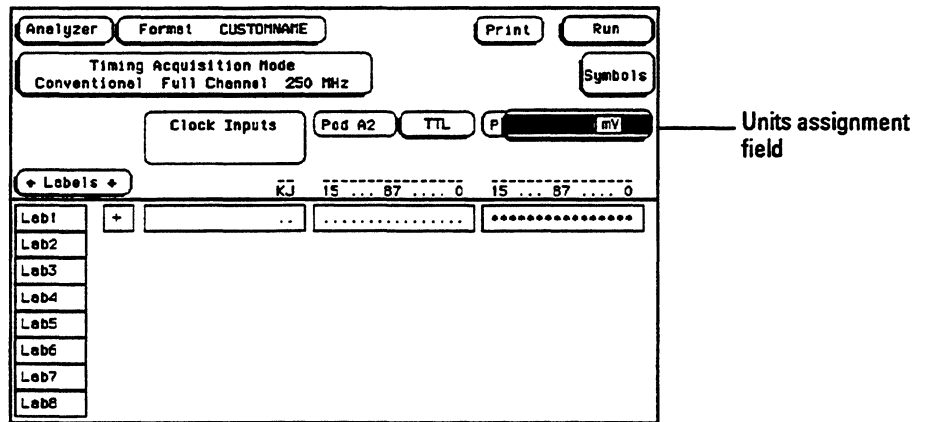 Analyzer Format CUSTOMNAME Print Run
Timing Acquisition Mode
Conventional Full Channel 250 MHz
Symbols
Clock Inputs Pod A2 TTL P mV
Units assignment
field
← Labels →
KJ 15 ... 87 .... 0 15 ... 87 .... 0
Lab1 + .. ................ ****************
Lab2
Lab3
Lab4
Lab5
Lab6
Lab7
Lab8